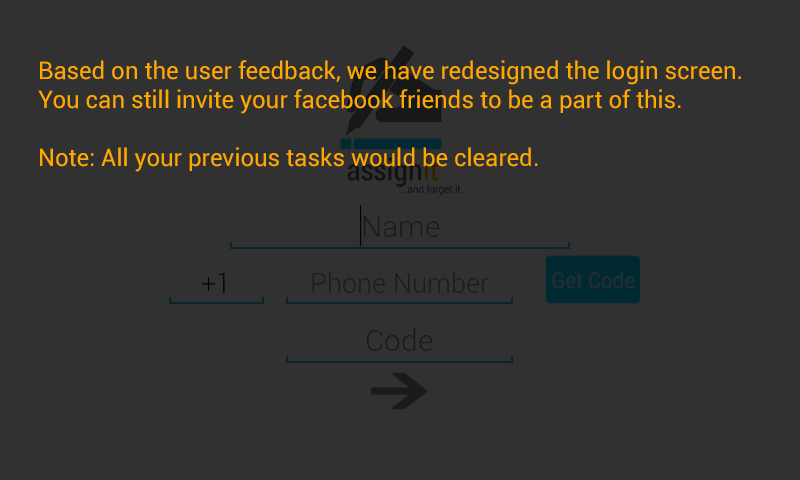 Based on the user feedback, we have redesigned the login screen.
You can still invite your facebook friends to be a part of this.
Note: All your previous tasks would be cleared.
assignit
...and forget it
Name
+1 Phone Number Get Code
Code